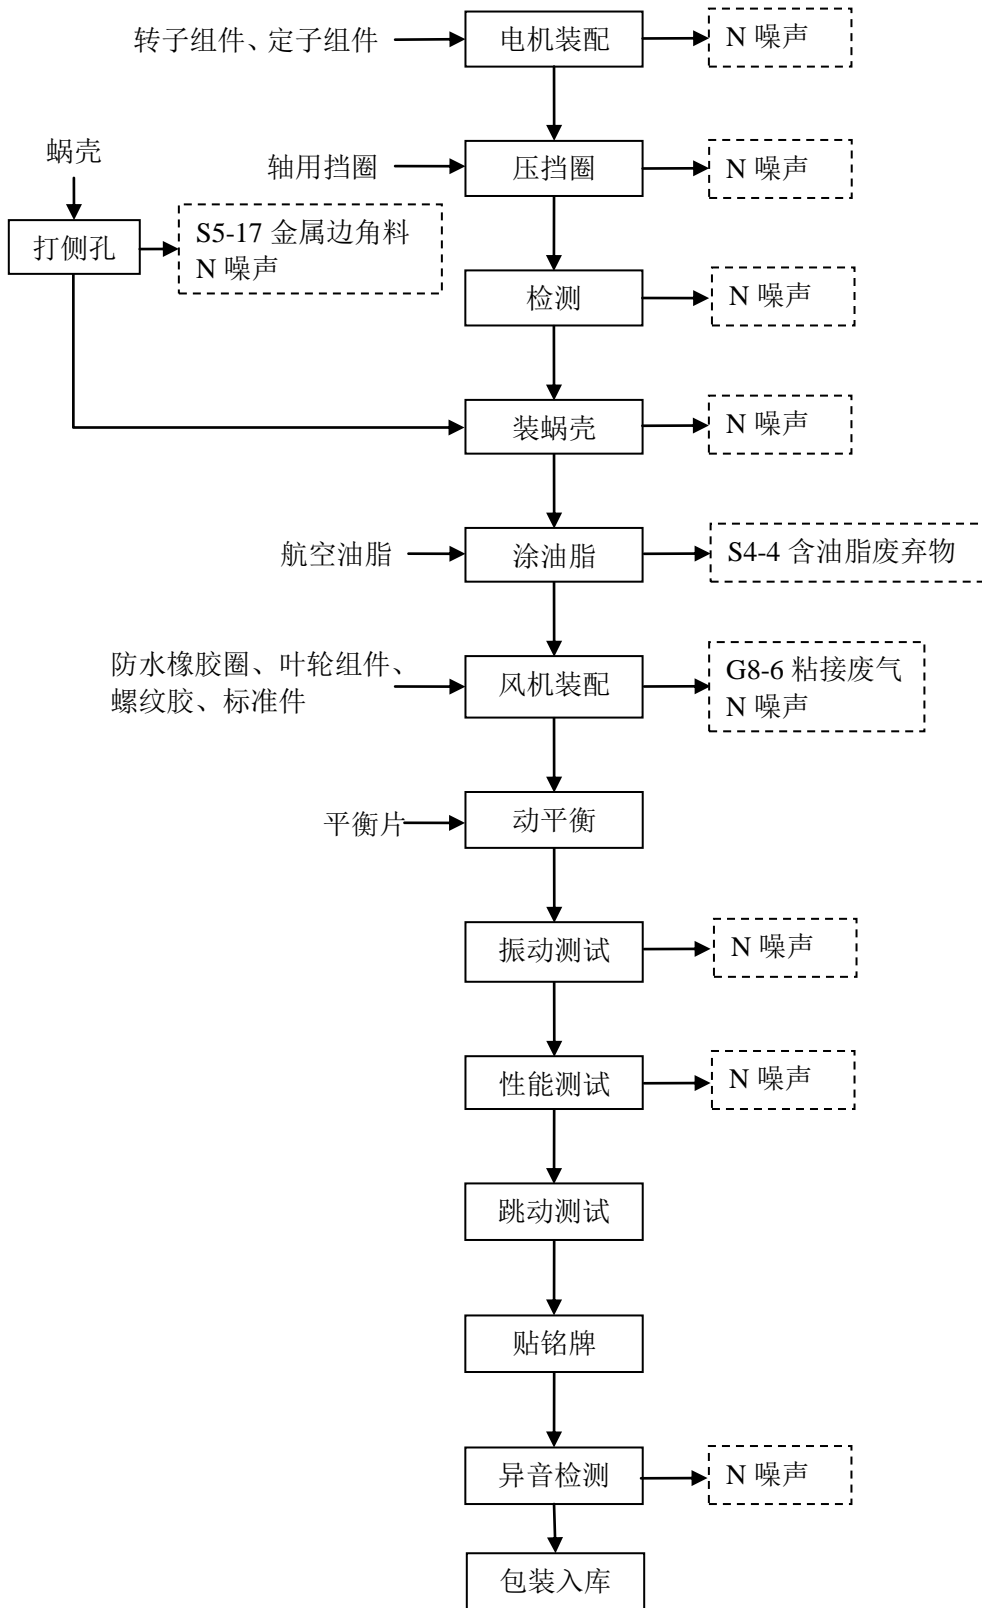 转子组件、定子组件
电机装配
N 噪声
蜗壳
轴用挡圈
压挡圈
N 噪声
打侧孔
S5-17 金属边角料
N 噪声
检测
N 噪声
装蜗壳
N 噪声
航空油脂
涂油脂
S4-4 含油脂废弃物
防水橡胶圈、叶轮组件、
螺纹胶、标准件
风机装配
G8-6 粘接废气
N 噪声
平衡片
动平衡
振动测试
N 噪声
性能测试
N 噪声
跳动测试
贴铭牌
异音检测
N 噪声
包装入库